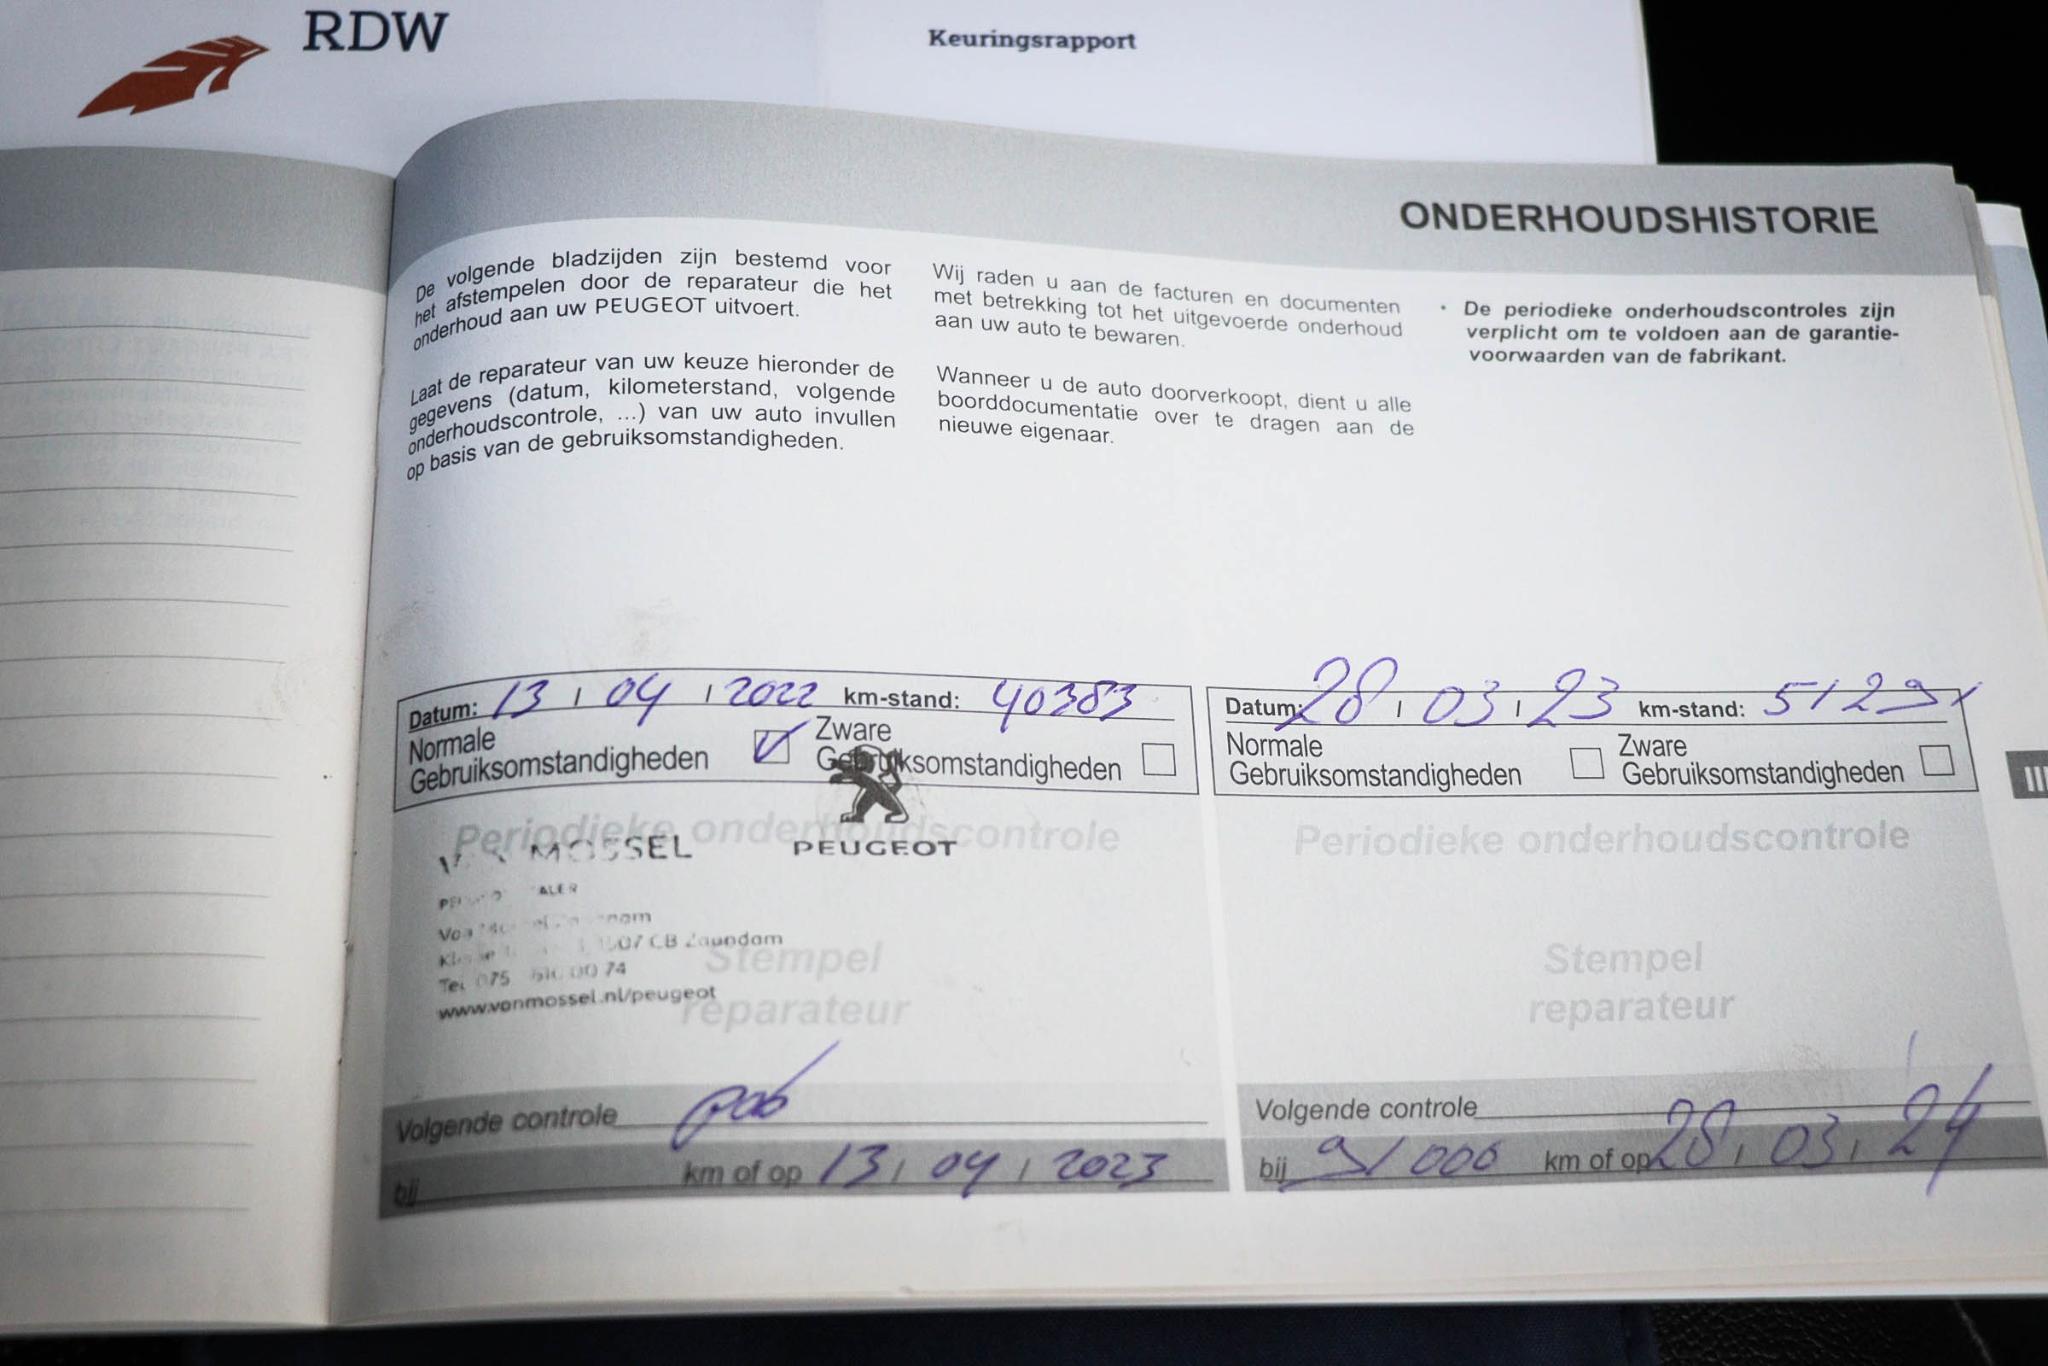 RDW
Keuringsrapport
ONDERHOUDSHISTORIE
De volgende bladzijden zijn bestemd voor
het afstempelen door de reparateur die het
onderhoud aan uw PEUGEOT uitvoert.
Laat de reparateur van uw keuze hieronder de
gegevens (datum, kilometerstand, volgende
onderhoudscontrole, ...) van uw auto invullen
op basis van de gebruiksomstandigheden.
Wij raden u aan de facturen en documenten
met betrekking tot het uitgevoerde onderhoud
aan uw auto te bewaren.
Wanneer u de auto doorverkoopt, dient u alle
boorddocumentatie over te dragen aan de
nieuwe eigenaar.
• De periodieke onderhoudscontroles zijn
verplicht om te voldoen aan de garantie-
voorwaarden van de fabrikant.
Datum: 13 / 04 / 2022 km-stand: 40383
Normale
Gebruiksomstandigheden
Zware
Gebruiksomstandigheden
Periodieke onderhoudscontrole
MOSSEL
PEUGEOT
CB Zaandam
Tel 075
www.vanmossel.nl/peugeot
Stempel
reparateur
Volgende controle
bij km of op 13 / 04 / 2023
Datum: 28 / 03 / 23 km-stand:
Normale
Gebruiksomstandigheden
Zware
Gebruiksomstandigheden
Periodieke onderhoudscontrole
Stempel
reparateur
Volgende controle
bij km of op 28 / 03 / 24
III